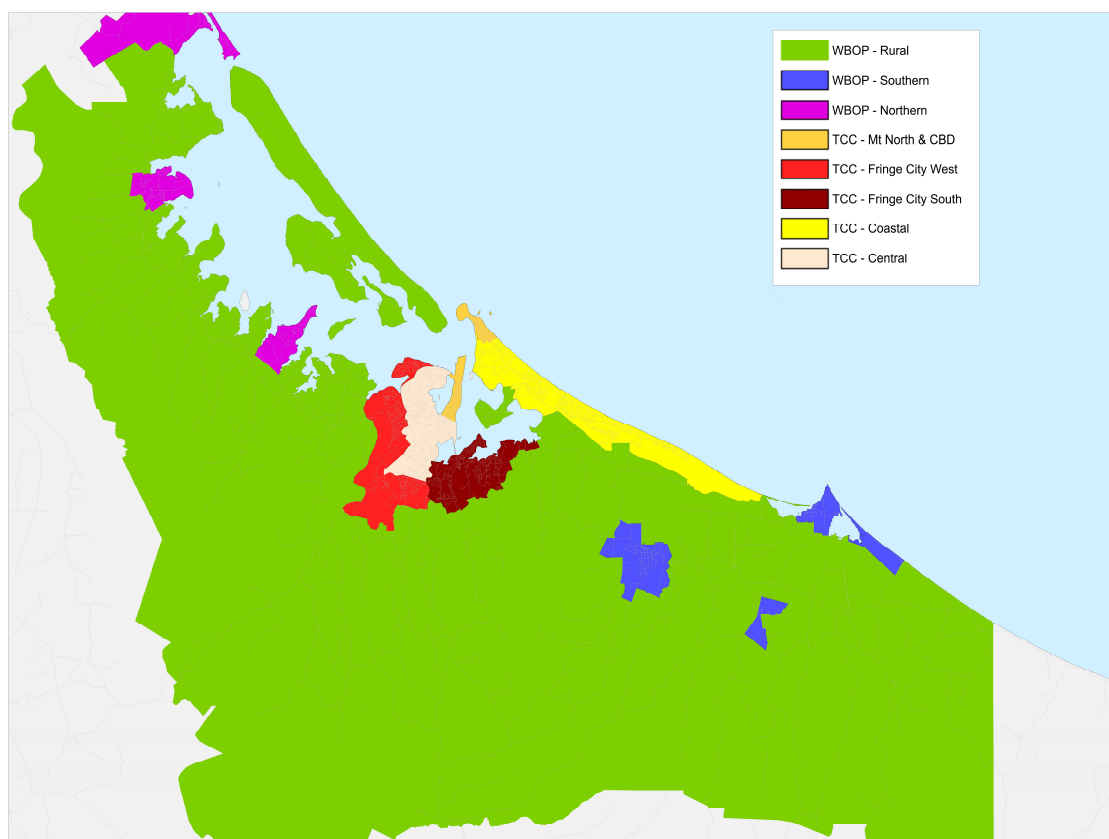 WBOP - Rural
WBOP - Southern
WBOP - Northern
TCC - Mt North & CBD
TCC - Fringe City West
TCC - Fringe City South
TCC - Coastal
TCC - Central